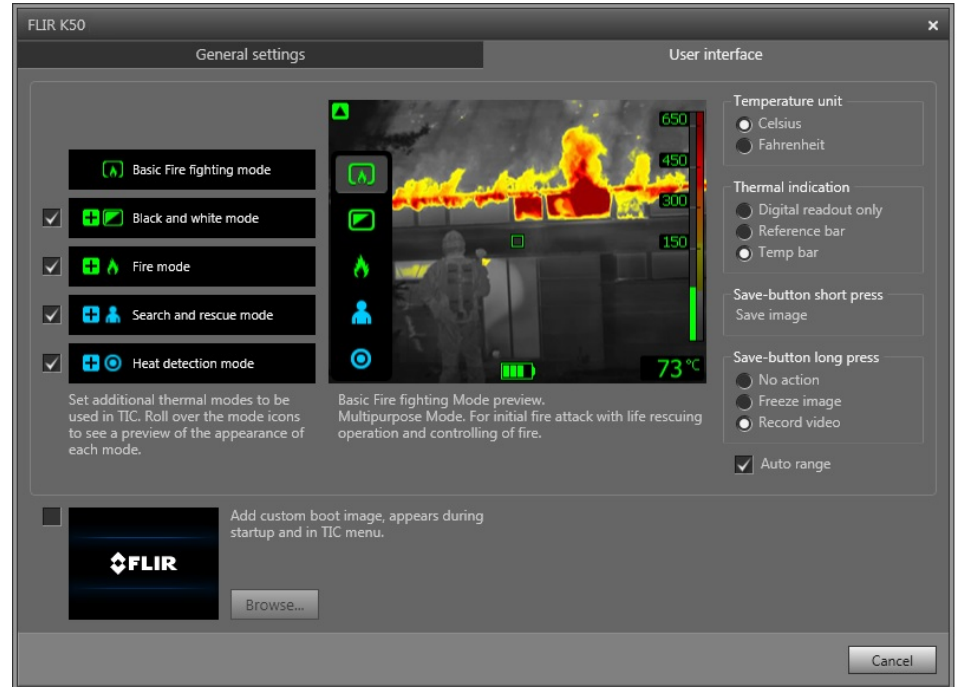 FLIR K50
General settings
User interface
Basic Fire fighting mode
Black and white mode
Fire mode
Search and rescue mode
Heat detection mode
Set additional thermal modes to be
used in TIC. Roll over the mode icons
to see a preview of the appearance of
each mode.
650
450
300
150
73 °C
Basic Fire fighting Mode preview.
Multipurpose Mode. For initial fire attack with life rescuing
operation and controlling of fire.
Temperature unit
Celsius
Fahrenheit
Thermal indication
Digital readout only
Reference bar
Temp bar
Save-button short press
Save image
Save-button long press
No action
Freeze image
Record video
Auto range
FLIR
Add custom boot image, appears during
startup and in TIC menu.
Browse...
Cancel